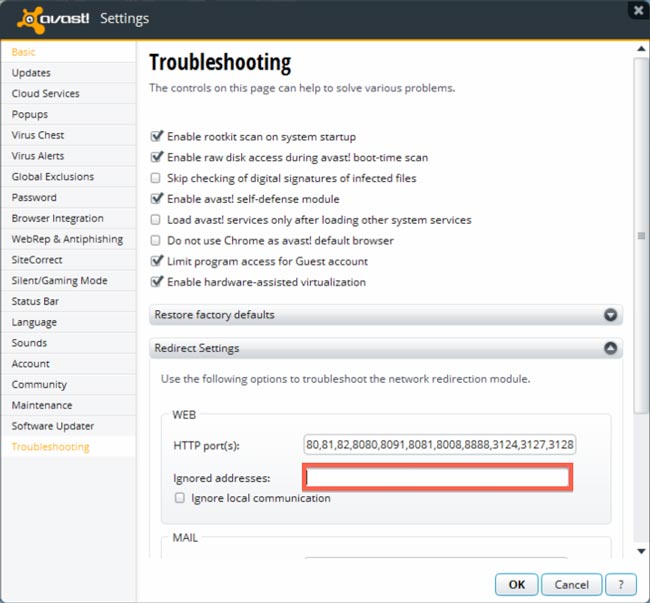 avast! Settings
Basic
Updates
Cloud Services
Popups
Virus Chest
Virus Alerts
Global Exclusions
Password
Browser Integration
WebRep & Antiphishing
SiteCorrect
Silent/Gaming Mode
Status Bar
Language
Sounds
Account
Community
Maintenance
Software Updater
Troubleshooting
Troubleshooting
The controls on this page can help to solve various problems.
Enable rootkit scan on system startup
Enable raw disk access during avast! boot-time scan
Skip checking of digital signatures of infected files
Enable avast! self-defense module
Load avast! services only after loading other system services
Do not use Chrome as avast! default browser
Limit program access for Guest account
Enable hardware-assisted virtualization
Restore factory defaults
Redirect Settings
Use the following options to troubleshoot the network redirection module.
WEB
HTTP port(s): 80,81,82,8080,8091,8081,8008,8888,3124,3127,3128
Ignored addresses:
Ignore local communication
MAIL
OK Cancel ?